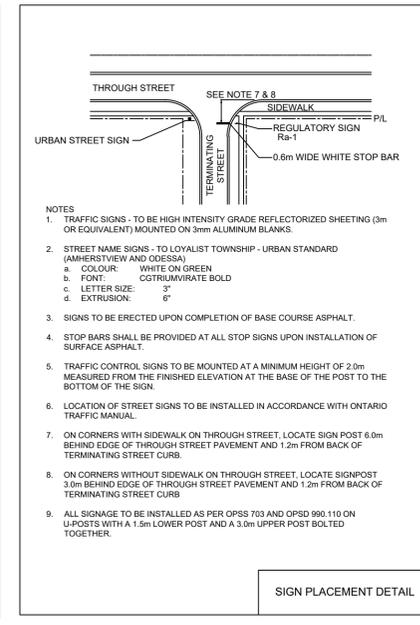 THROUGH STREET
SEE NOTE 7 & 8
SIDEWALK
P/L
URBAN STREET SIGN
REGULATORY SIGN
Ra-1
0.6m WIDE WHITE STOP BAR
TERMINATING
STREET
NOTES
1. TRAFFIC SIGNS - TO BE HIGH INTENSITY GRADE REFLECTORIZED SHEETING (3m
OR EQUIVALENT) MOUNTED ON 3mm ALUMINUM BLANKS.
2. STREET NAME SIGNS - TO LOYALIST TOWNSHIP - URBAN STANDARD
(AMHERSTVIEW AND ODESSA)
a. COLOUR: WHITE ON GREEN
b. FONT: CGTRIUMVIRATE BOLD
c. LETTER SIZE: 3"
d. EXTRUSION: 6"
3. SIGNS TO BE ERECTED UPON COMPLETION OF BASE COURSE ASPHALT.
4. STOP BARS SHALL BE PROVIDED AT ALL STOP SIGNS UPON INSTALLATION OF
SURFACE ASPHALT.
5. TRAFFIC CONTROL SIGNS TO BE MOUNTED AT A MINIMUM HEIGHT OF 2.0m
MEASURED FROM THE FINISHED ELEVATION AT THE BASE OF THE POST TO THE
BOTTOM OF THE SIGN.
6. LOCATION OF STREET SIGNS TO BE INSTALLED IN ACCORDANCE WITH ONTARIO
TRAFFIC MANUAL.
7. ON CORNERS WITH SIDEWALK ON THROUGH STREET, LOCATE SIGN POST 6.0m
BEHIND EDGE OF THROUGH STREET PAVEMENT AND 1.2m FROM BACK OF
TERMINATING STREET CURB.
8. ON CORNERS WITHOUT SIDEWALK ON THROUGH STREET, LOCATE SIGNPOST
3.0m BEHIND EDGE OF THROUGH STREET PAVEMENT AND 1.2m FROM BACK OF
TERMINATING STREET CURB
9. ALL SIGNAGE TO BE INSTALLED AS PER OPSS 703 AND OPSD 990.110 ON
U-POSTS WITH A 1.5m LOWER POST AND A 3.0m UPPER POST BOLTED
TOGETHER.
SIGN PLACEMENT DETAIL